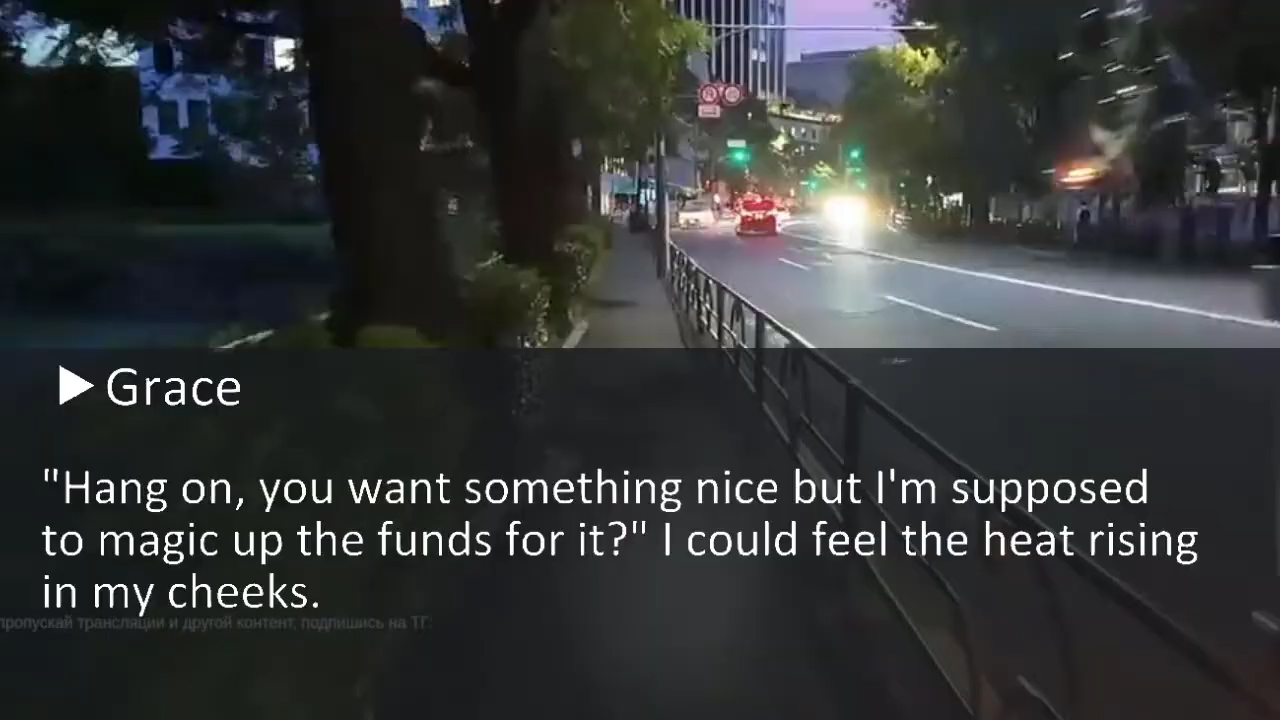 ▶ Grace
"Hang on, you want something nice but I'm supposed
to magic up the funds for it?" I could feel the heat rising
in my cheeks.
пропускай трансляции и другой контент, подпишись на ТГ: